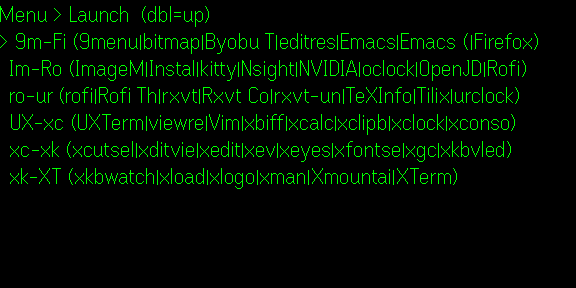 Menu > Launch (dbl=up)
> 9m-Fi (9menu|bitmap|Byobu T|editres|Emacs|Emacs (|Firefox)
Im-Ro (ImageM|Instal|kitty|Nsight|NVIDIA|oclock|OpenJD|Rofi)
ro-ur (rofi|Rofi Th|rxvt|Rxvt Co|rxvt-un|TeXInfo|Tilix|urclock)
UX-xc (UXTerm|viewre|Vim|xbiff|xcalc|xclipb|xclock|xconso)
xc-xk (xcutsel|xditvie|xedit|xev|xeyes|xfontse|xgc|xkbvled)
xk-XT (xkbwatch|xload|xlogo|xman|Xmountai|XTerm)